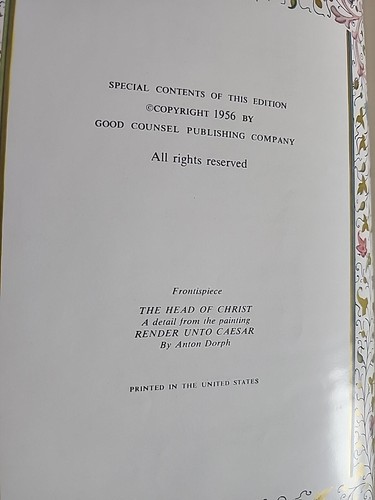 SPECIAL CONTENTS OF THIS EDITION
©COPYRIGHT 1956 BY
GOOD COUNSEL PUBLISHING COMPANY
All rights reserved
Frontispiece
THE HEAD OF CHRIST
A detail from the painting
RENDER UNTO CAESAR
By Anton Dorph
PRINTED IN THE UNITED STATES